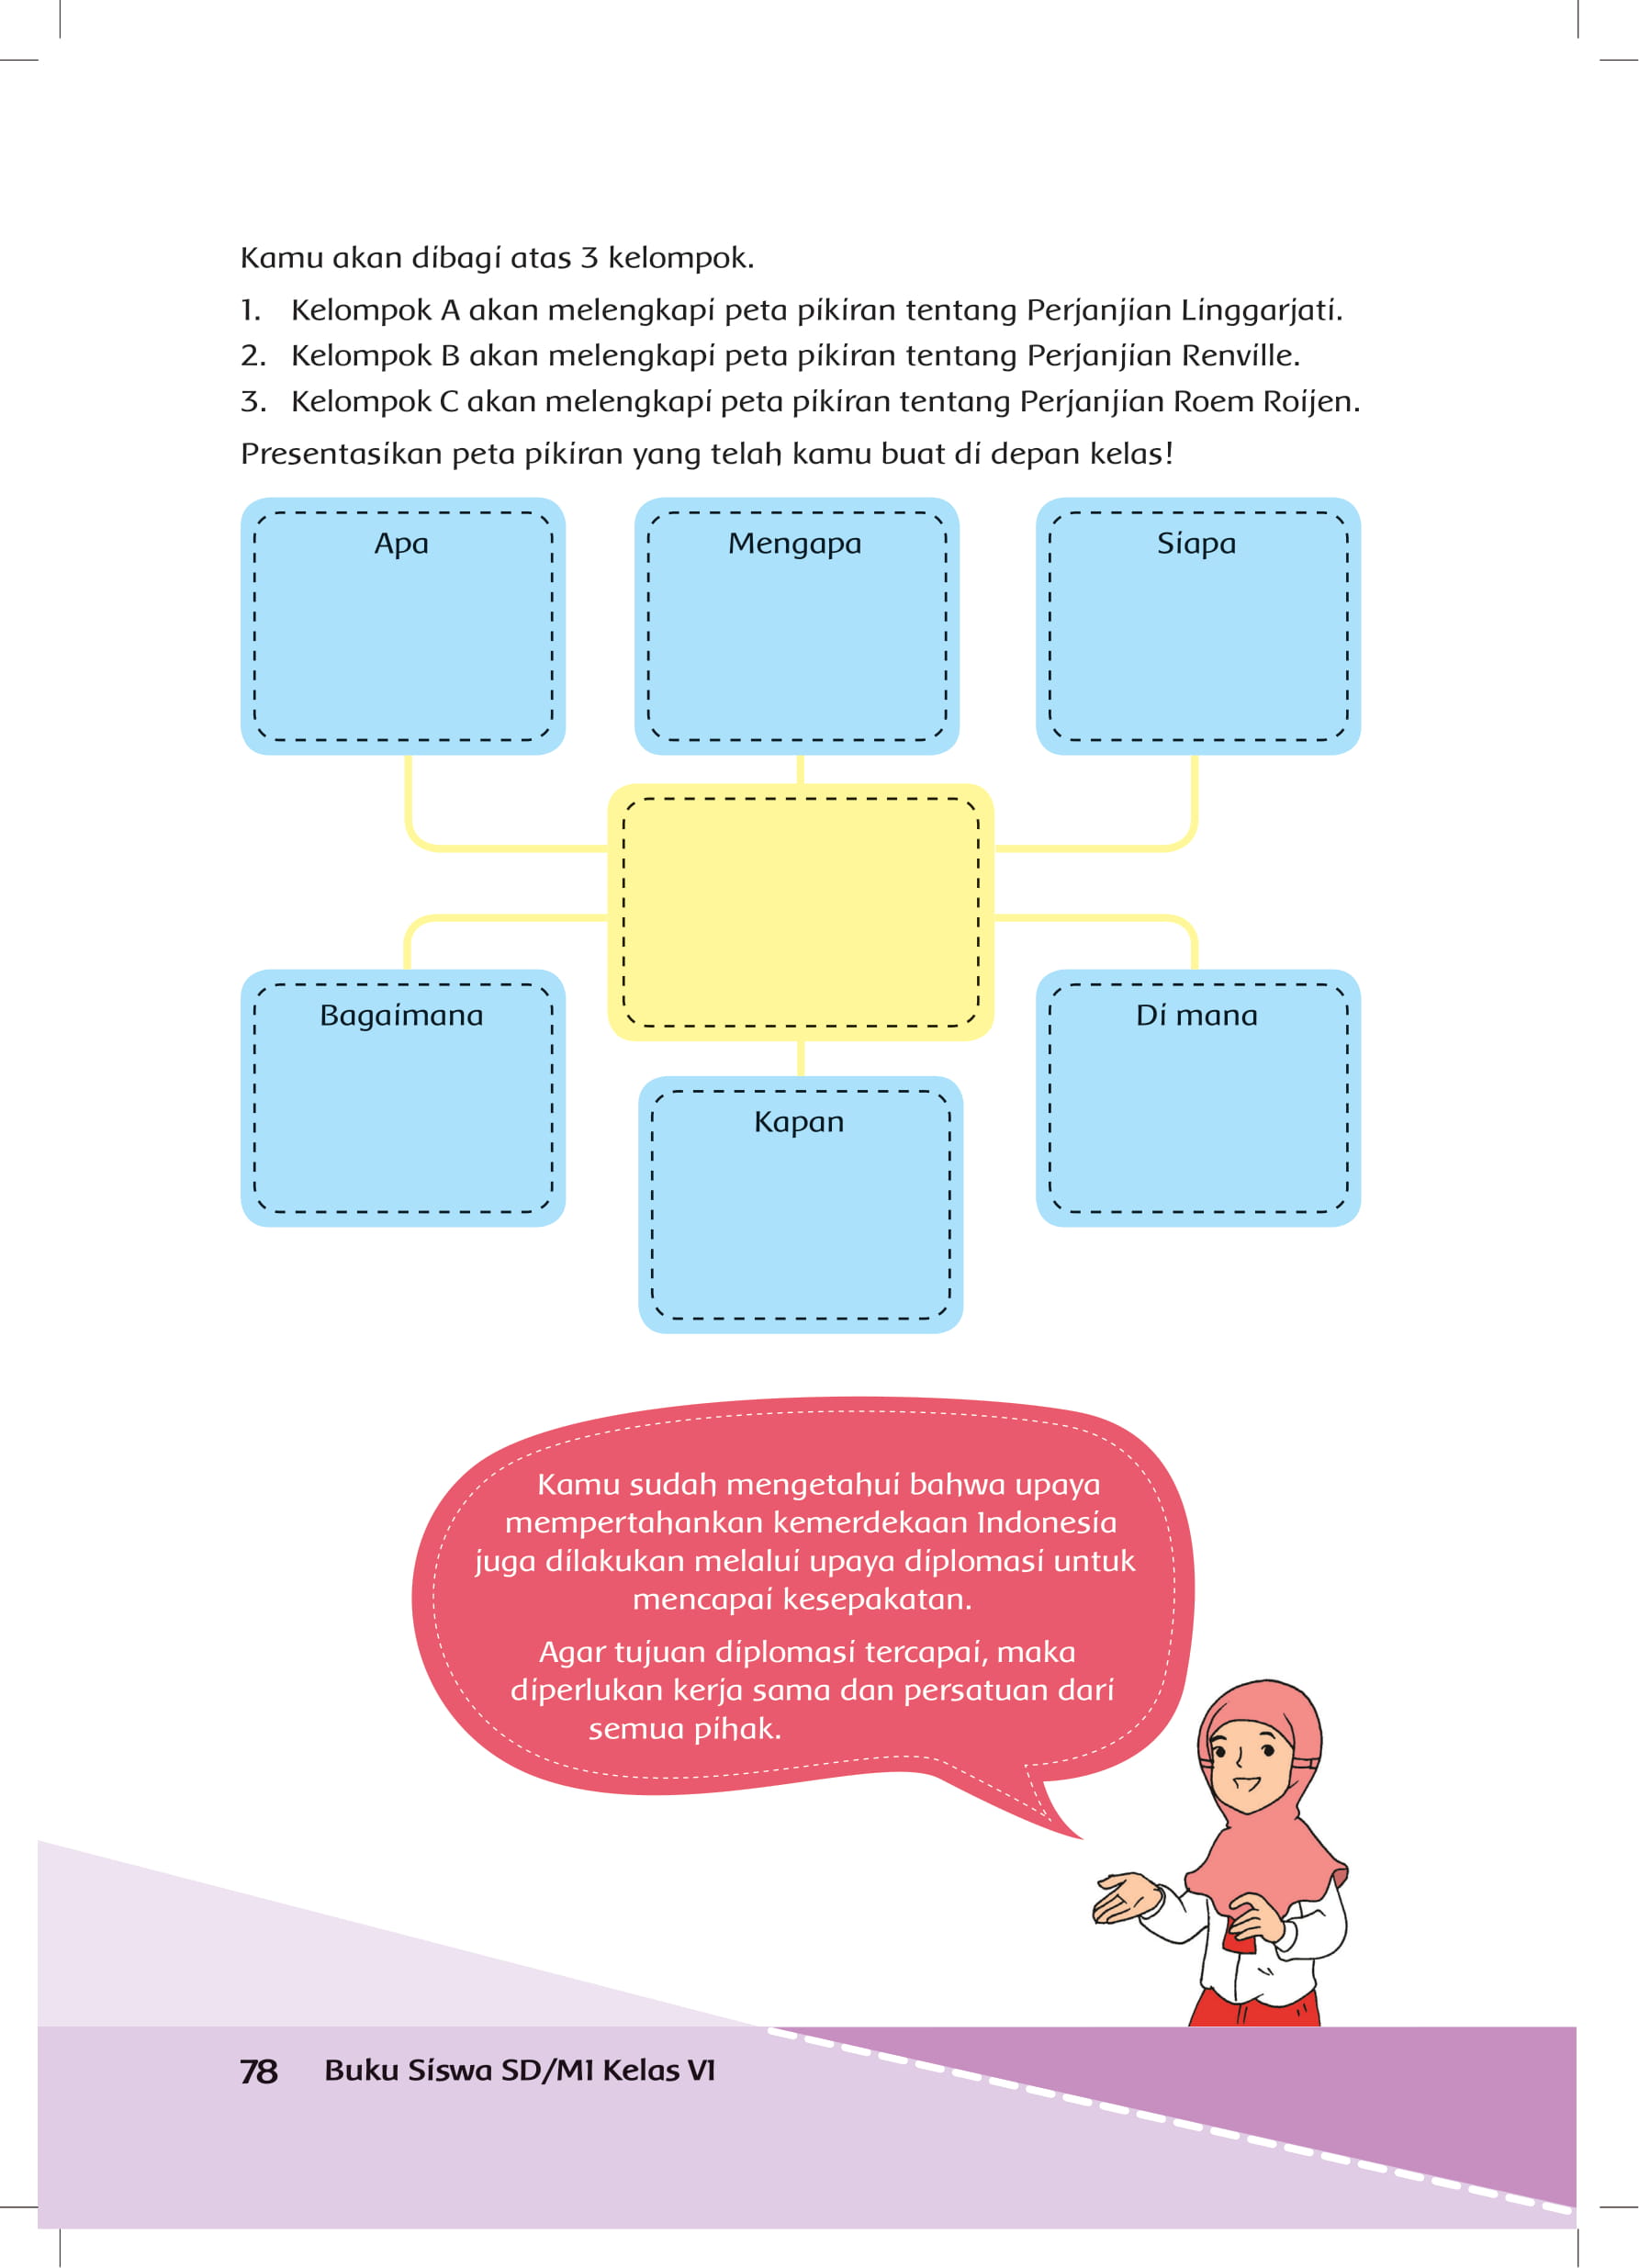 Kamu akan dibagi atas 3 kelompok.
1. Kelompok A akan melengkapi peta pikiran tentang Perjanjian Linggarjati.
2. Kelompok B akan melengkapi peta pikiran tentang Perjanjian Renville.
3. Kelompok C akan melengkapi peta pikiran tentang Perjanjian Roem Roijen.
Presentasikan peta pikiran yang telah kamu buat di depan kelas!
Apa
Mengapa
Siapa
Bagaimana
Di mana
Kapan
Kamu sudah mengetahui bahwa upaya
mempertahankan kemerdekaan Indonesia
juga dilakukan melalui upaya diplomasi untuk
mencapai kesepakatan.
Agar tujuan diplomasi tercapai, maka
diperlukan kerja sama dan persatuan dari
semua pihak.
78 Buku Siswa SD/MI Kelas VI